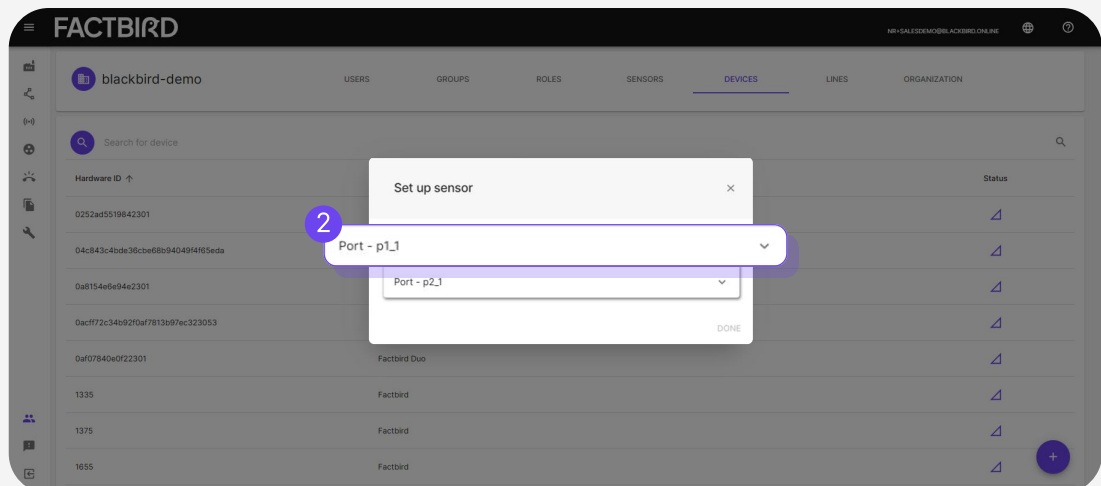 FACTBIRD
NR+SALESDEMO@BLACKBIRD.ONLINE
blackbird-demo
USERS
GROUPS
ROLES
SENSORS
DEVICES
LINES
ORGANIZATION
Search for device
Hardware ID ↑
Status
Set up sensor
2
Port - p1_1
Port - p2_1
DONE
0252ad5519842301
04c843c4bde36cbe68b94049f4f65eda
0a8154e6e94e2301
0acff72c34b92f0af7813b97ec323053
0af07840e0f22301 Factbird Duo
1335 Factbird
1375 Factbird
1655 Factbird